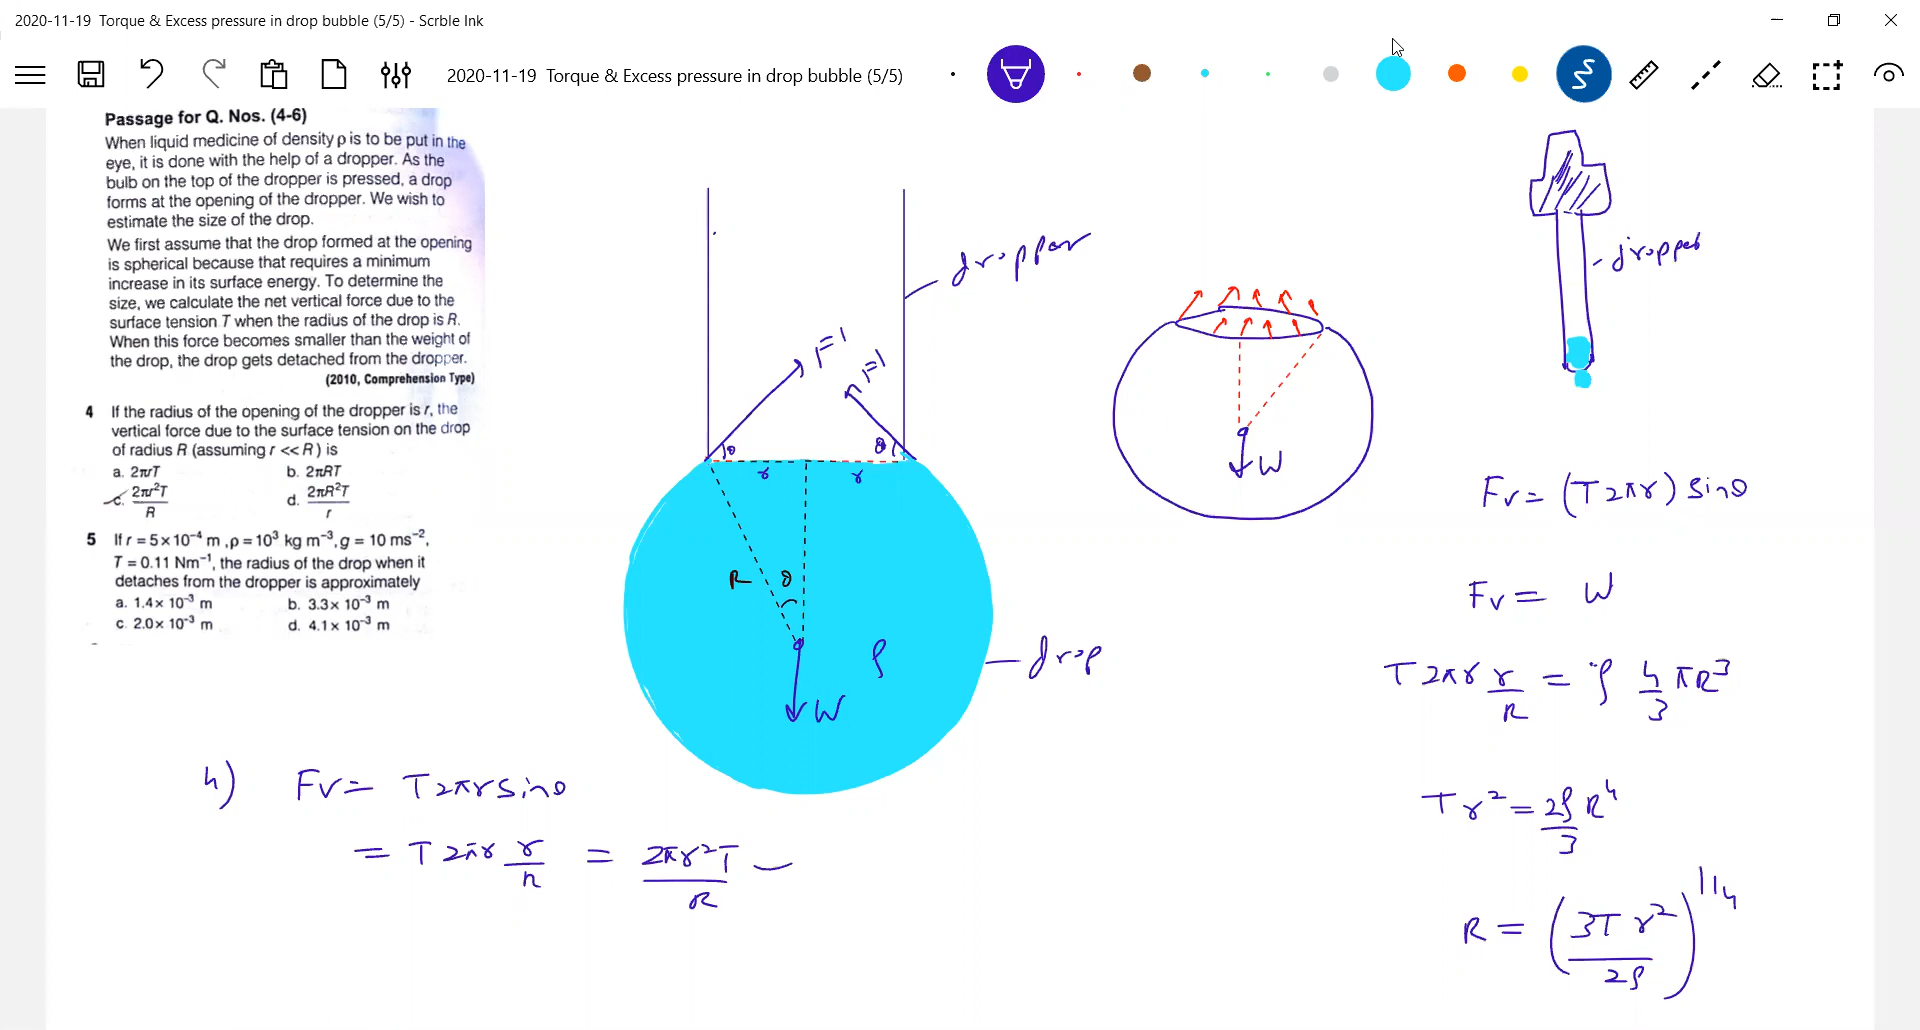 2020-11-19 Torque & Excess pressure in drop bubble (5/5) - Scrble Ink
2020-11-19 Torque & Excess pressure in drop bubble (5/5)
Passage for Q. Nos. (4-6)
When liquid medicine of density ρ is to be put in the
eye, it is done with the help of a dropper. As the
bulb on the top of the dropper is pressed, a drop
forms at the opening of the dropper. We wish to
estimate the size of the drop.
We first assume that the drop formed at the opening
is spherical because that requires a minimum
increase in its surface energy. To determine the
size, we calculate the net vertical force due to the
surface tension T when the radius of the drop is R.
When this force becomes smaller than the weight of
the drop, the drop gets detached from the dropper.
(2010, Comprehension Type)
4 If the radius of the opening of the dropper is r, the
vertical force due to the surface tension on the drop
of radius R (assuming r << R) is
a. 2πrT b. 2πRT
c. 2πr²T/R d. 2πR²T/r
5 If r = 5×10⁻⁴ m, ρ = 10³ kg m⁻³, g = 10 ms⁻²,
T = 0.11 Nm⁻¹, the radius of the drop when it
detaches from the dropper is approximately
a. 1.4× 10⁻³ m b. 3.3× 10⁻³ m
c. 2.0× 10⁻³ m d. 4.1× 10⁻³ m
dropper
F
F
θ θ
r r
R θ
ρ
W
drop
W
dropper
4) Fv = T2πr sinθ
= T2πr r/R = 2πr²T/R
Fv = (T2πr) sinθ
Fv = W
T2πr r/R = ρ 4/3 πR³
Tr² = 2ρ/3 R⁴
R = (3Tr²/2ρ)^1/4